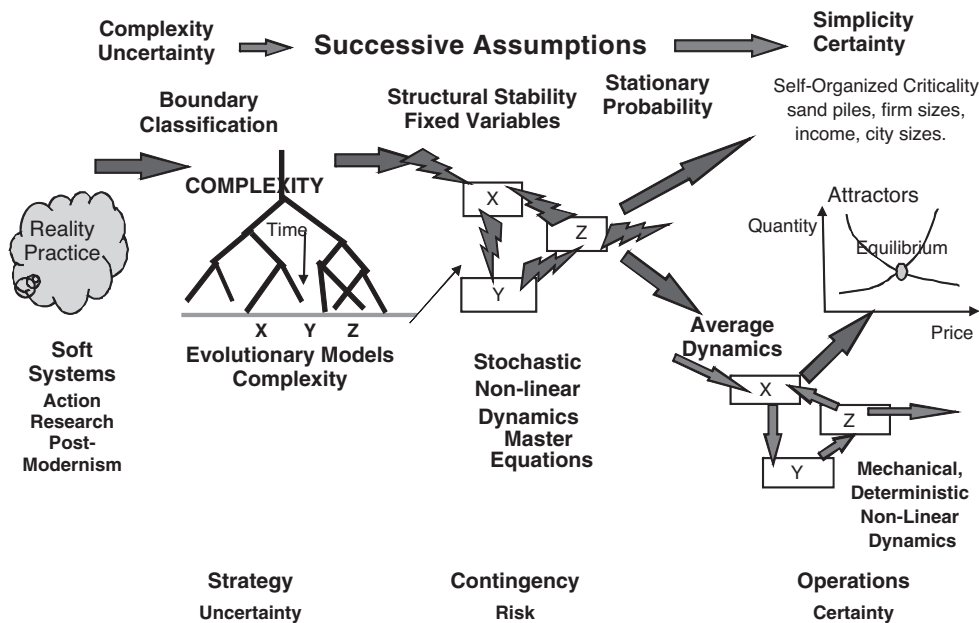 Complexity
Uncertainty
Successive Assumptions
Simplicity
Certainty
Boundary
Classification
Structural Stability
Fixed Variables
Stationary
Probability
Self-Organized Criticality
sand piles, firm sizes,
income, city sizes.
COMPLEXITY
Time
Reality
Practice
X
Z
Y
Attractors
Quantity
Equilibrium
Price
X Y Z
Evolutionary Models
Complexity
Soft
Systems
Action
Research
Post-
Modernism
Stochastic
Non-linear
Dynamics
Master
Equations
Average
Dynamics
X
Z
Y
Mechanical,
Deterministic
Non-Linear
Dynamics
Strategy
Uncertainty
Contingency
Risk
Operations
Certainty